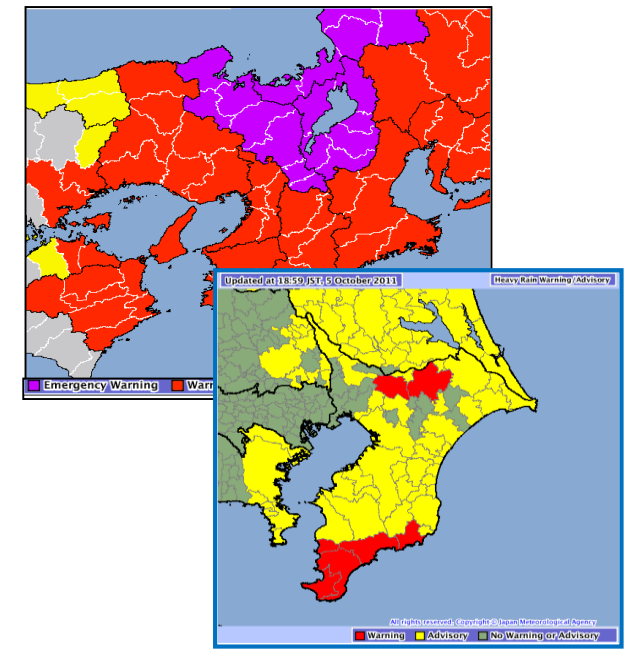 Emergency Warning Warn
Updated at 18:59 JST, 5 October 2011 Heavy Rain Warning/Advisory
All rights reserved. Copyright © Japan Meteorological Agency
Warning Advisory No Warning or Advisory